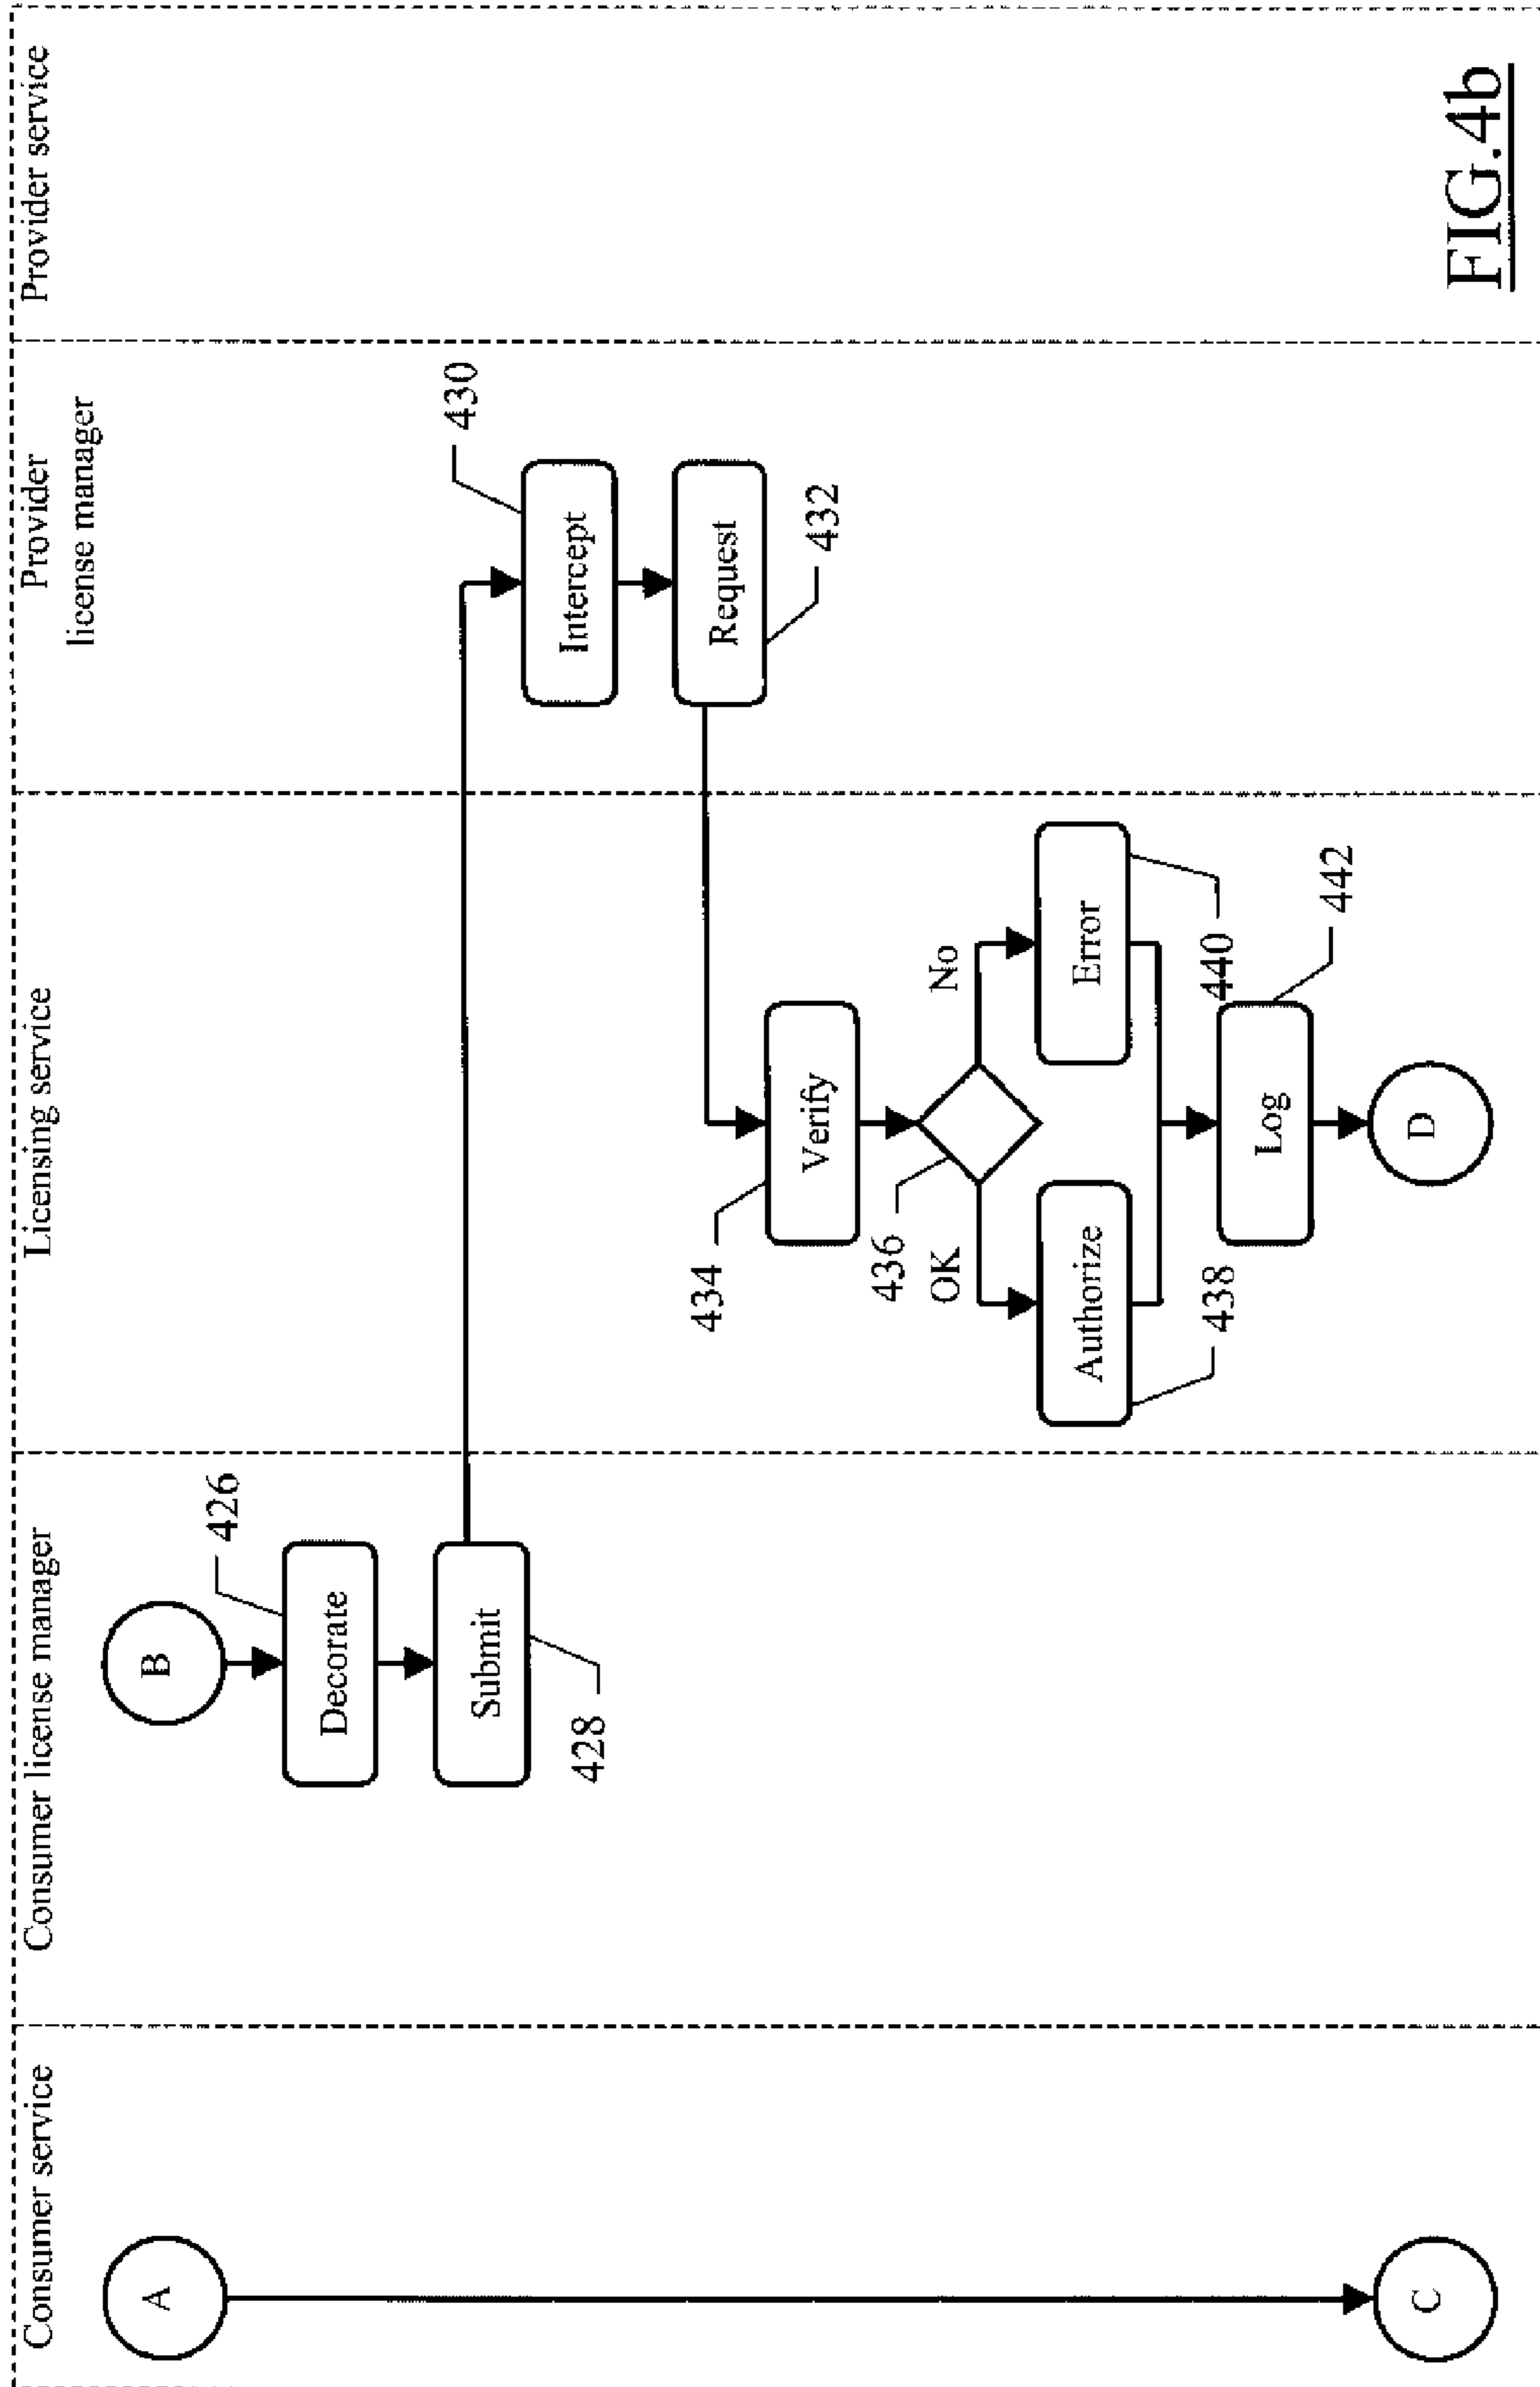 Consumer service
Consumer license manager
Licensing service
Provider
license manager
Provider service
A
B
426
Decorate
Submit
428
430
Intercept
Request
432
434
Verify
436
OK
No
Authorize
438
Error
440
442
Log
C
D
FIG.4b